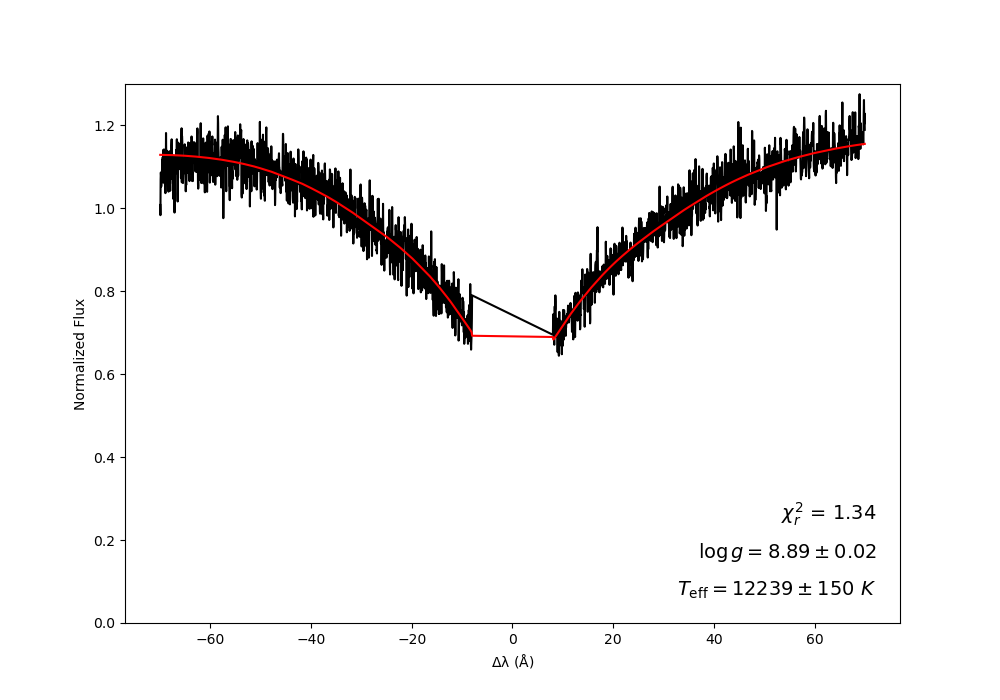 1.2
1.0
0.8
0.6
0.4
0.2
0.0
Normalized Flux
χ²ᵣ = 1.34
log g = 8.89 ± 0.02
T_eff = 12239 ± 150 K
−60 −40 −20 0 20 40 60
Δλ (Å)